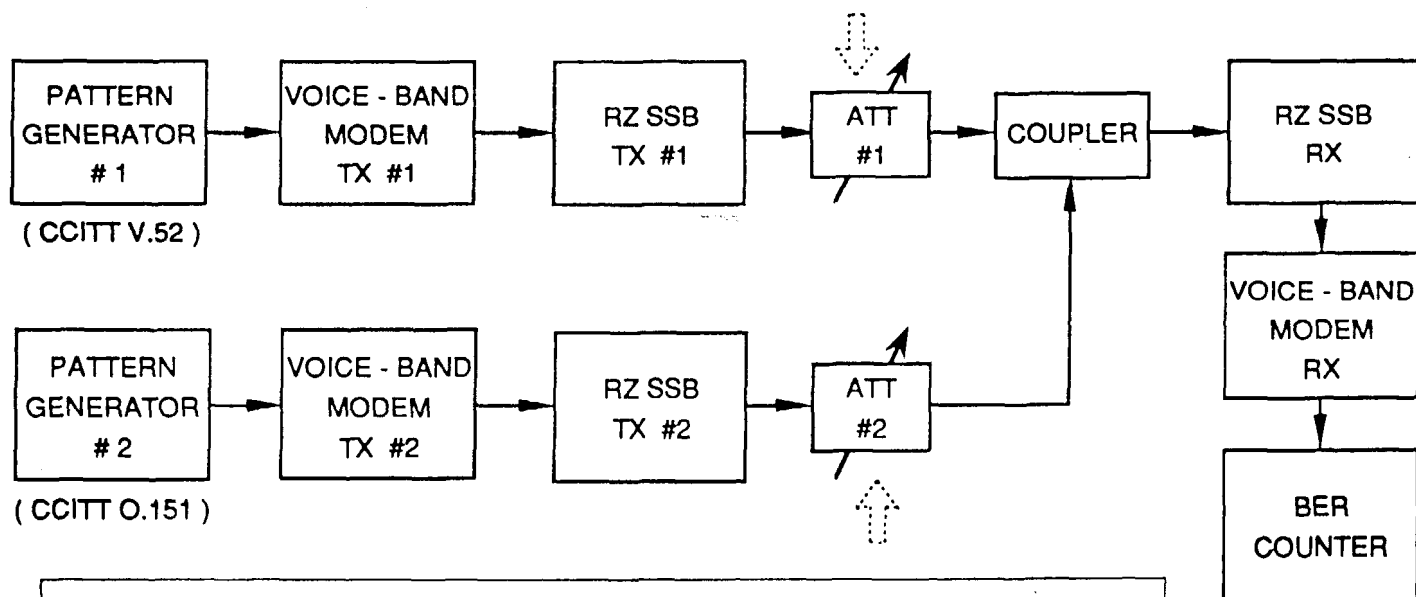 PATTERN
GENERATOR
# 1
( CCITT V.52 )
VOICE - BAND
MODEM
TX #1
RZ SSB
TX #1
ATT
#1
COUPLER
RZ SSB
RX
VOICE - BAND
MODEM
RX
BER
COUNTER
PATTERN
GENERATOR
# 2
( CCITT O.151 )
VOICE - BAND
MODEM
TX #2
RZ SSB
TX #2
ATT
#2